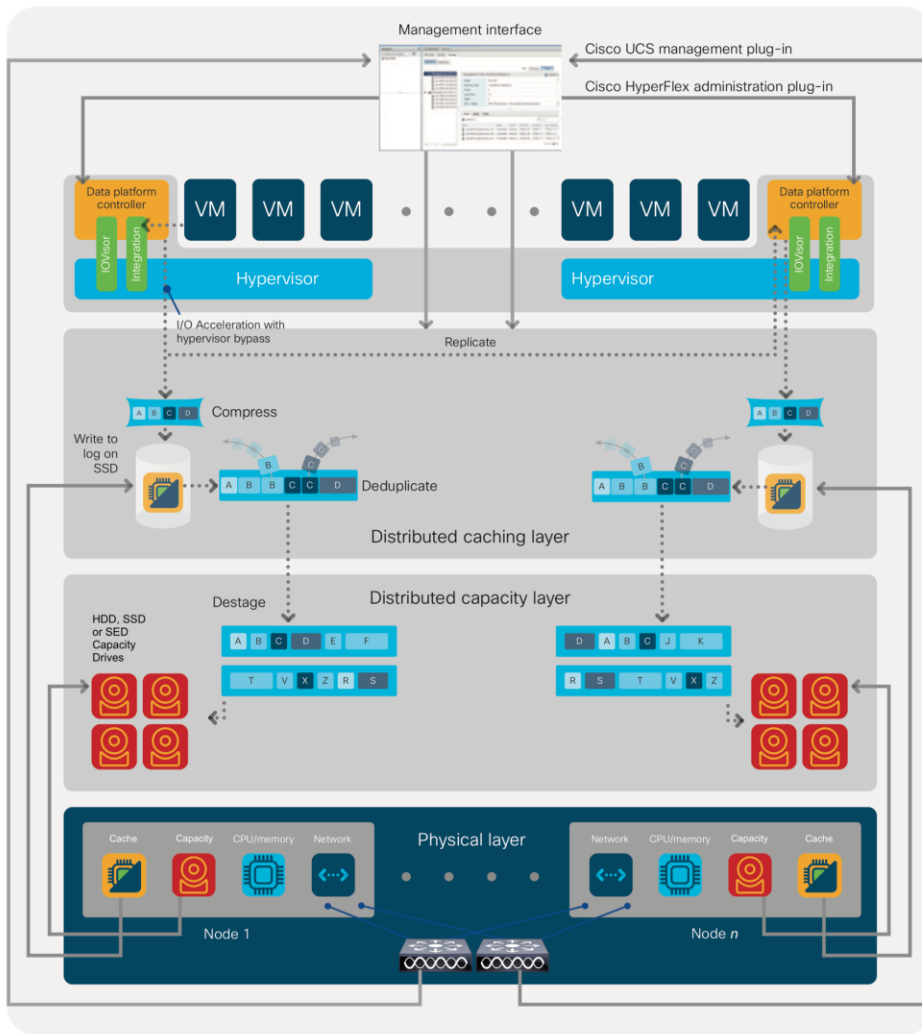 Management interface
Cisco UCS management plug-in
Cisco HyperFlex administration plug-in
Data platform
controller
IOVisor
Integration
VM
VM
VM
VM
VM
VM
Data platform
controller
IOVisor
Integration
Hypervisor
Hypervisor
I/O Acceleration with
hypervisor bypass
Replicate
A B C D
Compress
A B C D
Write to
log on
SSD
B
C
A B B C C D
Deduplicate
B
C
A B B C C D
Distributed caching layer
Destage
Distributed capacity layer
HDD, SSD
or SED
Capacity
Drives
A B C D E F
D A B C J K
T V X Z R S
R S T V X Z
Cache
Capacity
CPU/memory
Network
Physical layer
Network
CPU/memory
Capacity
Cache
Node 1
Node n